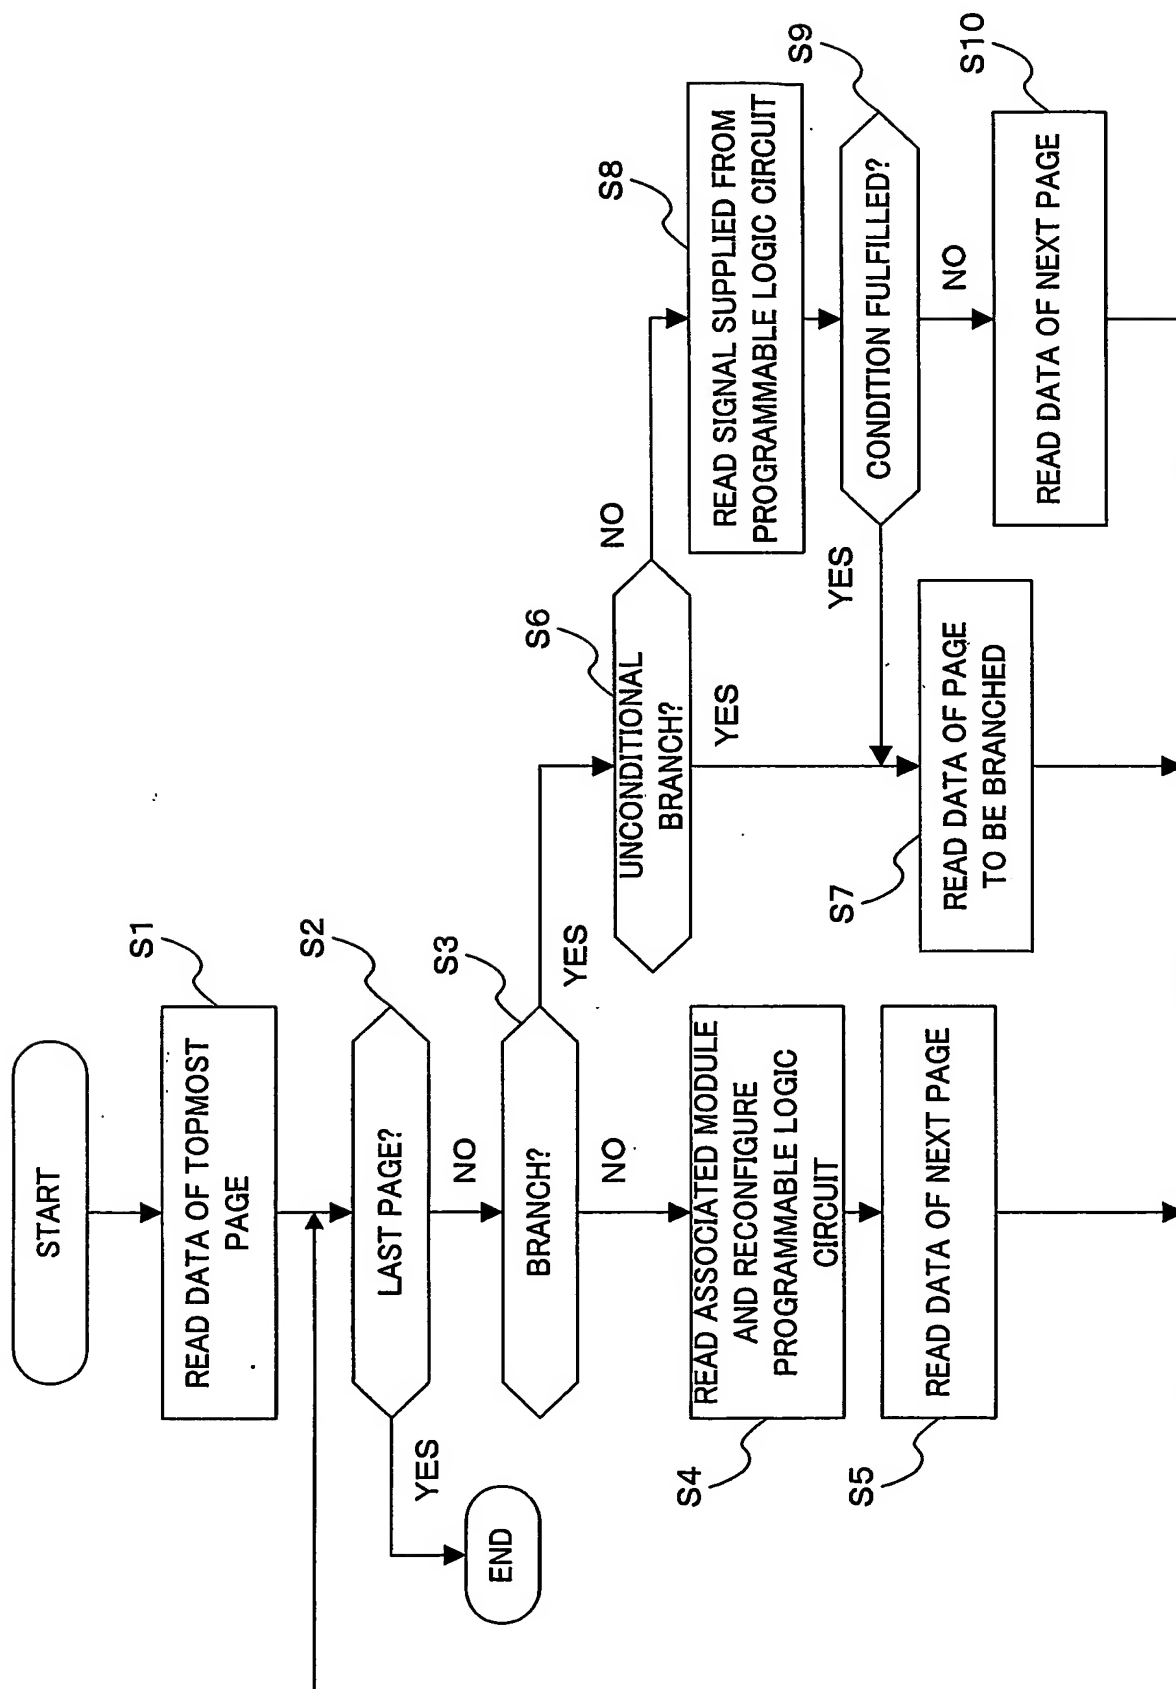 START
S1
READ DATA OF TOPMOST
PAGE
S2
LAST PAGE?
YES
END
NO
S3
BRANCH?
YES
NO
S4
READ ASSOCIATED MODULE
AND RECONFIGURE
PROGRAMMABLE LOGIC
CIRCUIT
S5
READ DATA OF NEXT PAGE
S6
UNCONDITIONAL
BRANCH?
NO
YES
S7
READ DATA OF PAGE
TO BE BRANCHED
S8
READ SIGNAL SUPPLIED FROM
PROGRAMMABLE LOGIC CIRCUIT
S9
CONDITION FULFILLED?
YES
NO
S10
READ DATA OF NEXT PAGE